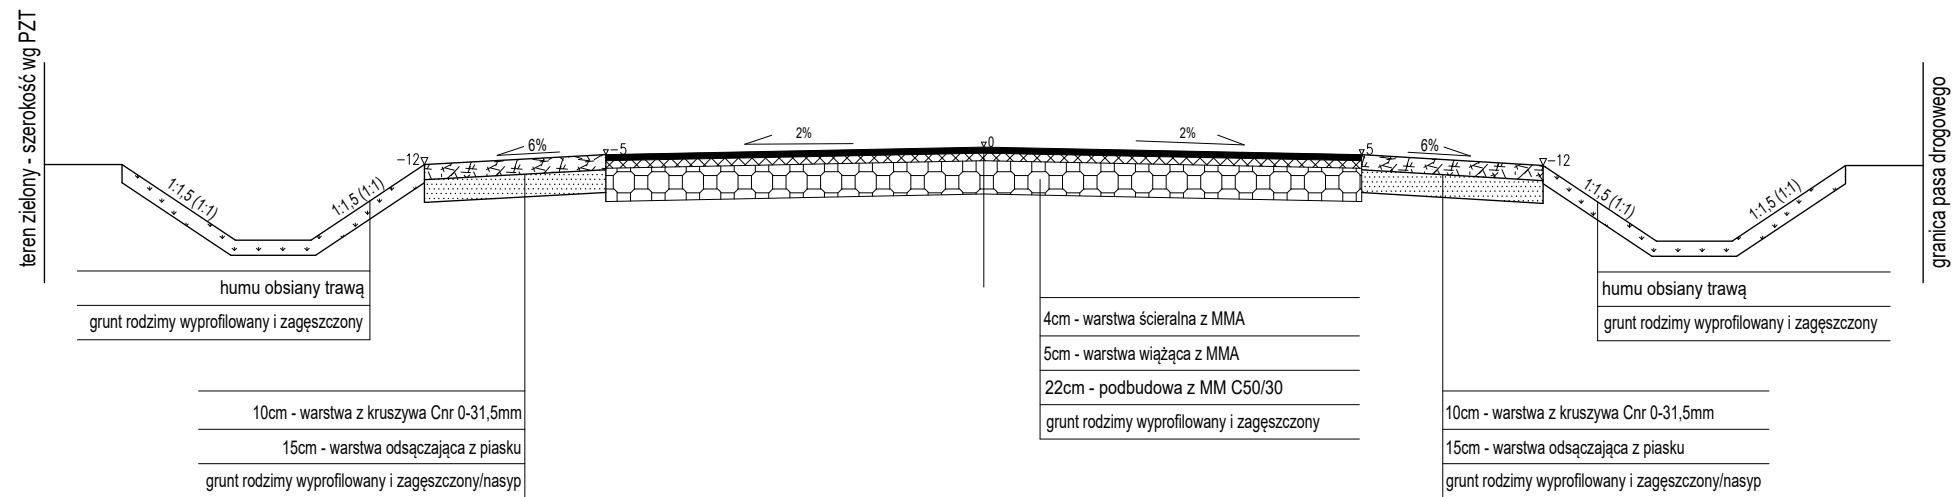 teren zielony - szerokość wg PZT
granica pasa drogowego
1:1,5 (1:1)
1:1,5 (1:1)
−12
6%
−5
2%
0
2%
5
6%
−12
1:1,5 (1:1)
1:1,5 (1:1)
humu obsiany trawą
grunt rodzimy wyprofilowany i zagęszczony
10cm - warstwa z kruszywa Cnr 0-31,5mm
15cm - warstwa odsączająca z piasku
grunt rodzimy wyprofilowany i zagęszczony/nasyp
4cm - warstwa ścieralna z MMA
5cm - warstwa wiążąca z MMA
22cm - podbudowa z MM C50/30
grunt rodzimy wyprofilowany i zagęszczony
humu obsiany trawą
grunt rodzimy wyprofilowany i zagęszczony
10cm - warstwa z kruszywa Cnr 0-31,5mm
15cm - warstwa odsączająca z piasku
grunt rodzimy wyprofilowany i zagęszczony/nasyp